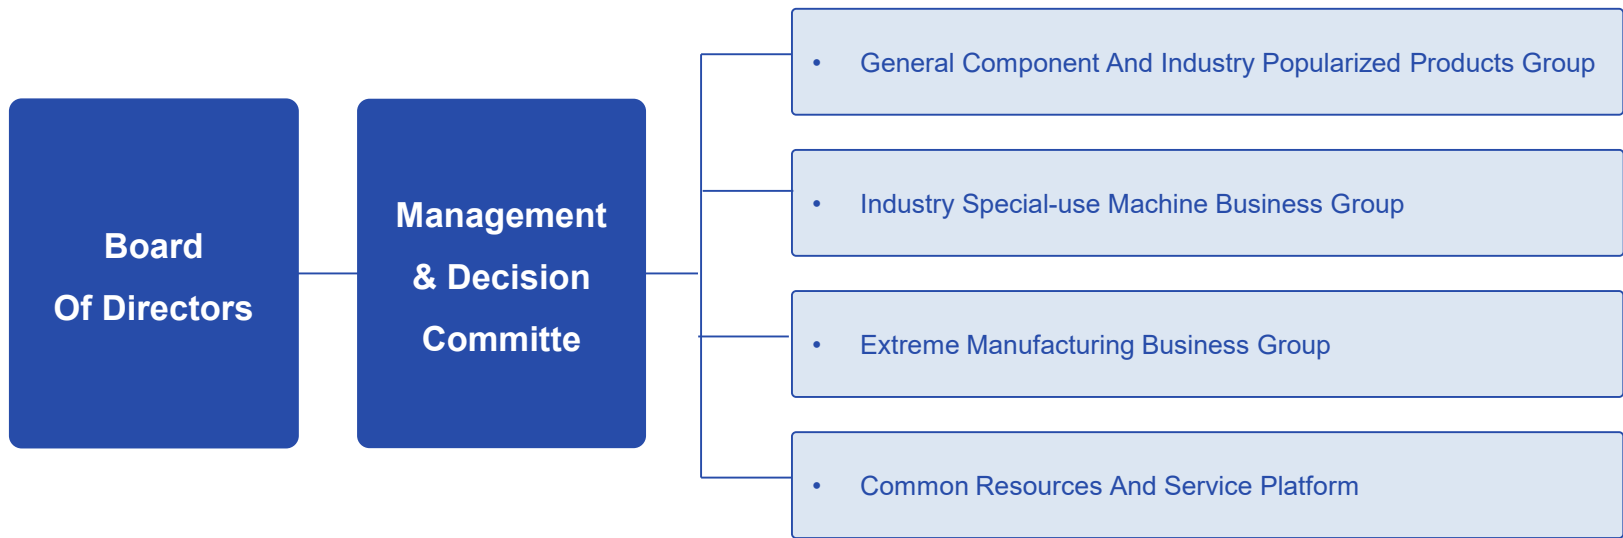 Board
Of Directors
Management
& Decision
Committe
• General Component And Industry Popularized Products Group
• Industry Special-use Machine Business Group
• Extreme Manufacturing Business Group
• Common Resources And Service Platform